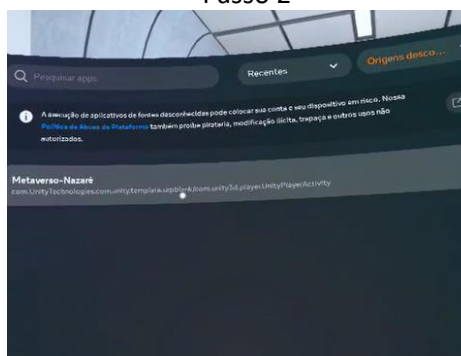 Passo 2
Pesquisar apps
Recentes
Origens desco...
A execução de aplicativos de fontes desconhecidas pode colocar sua conta e seu dispositivo em risco. Nossa
Política de Abuso da Plataforma também proíbe pirataria, modificação ilícita, trapaça e outros usos não
autorizados.
Metaverso-Nazaré
com.UnityTechnologies.com.unity.template.urpblank/com.unity3d.player.UnityPlayerActivity